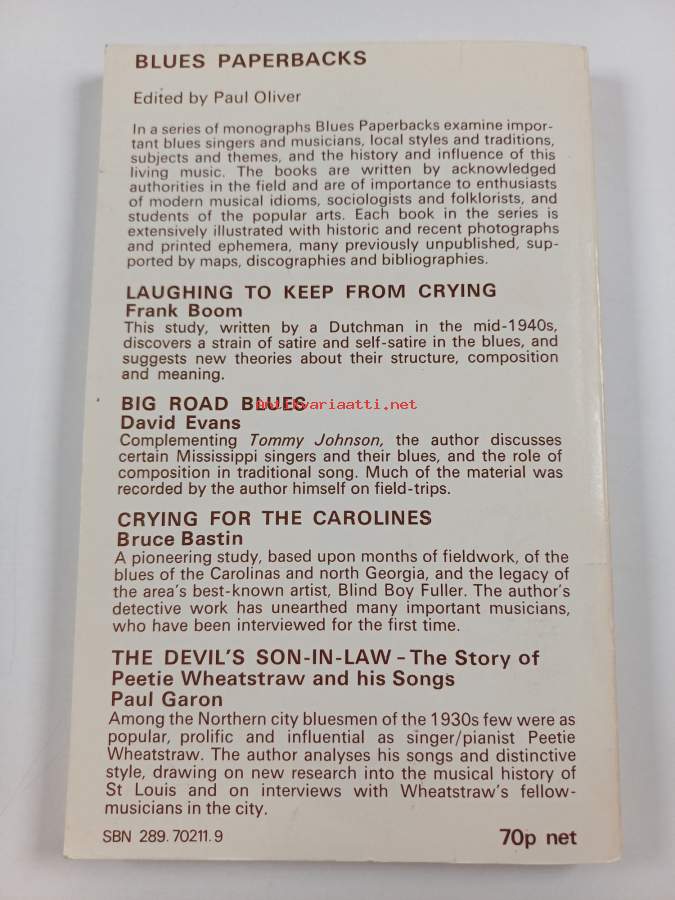 BLUES PAPERBACKS
Edited by Paul Oliver
In a series of monographs Blues Paperbacks examine impor-
tant blues singers and musicians, local styles and traditions,
subjects and themes, and the history and influence of this
living music. The books are written by acknowledged
authorities in the field and are of importance to enthusiasts
of modern musical idioms, sociologists and folklorists, and
students of the popular arts. Each book in the series is
extensively illustrated with historic and recent photographs
and printed ephemera, many previously unpublished, sup-
ported by maps, discographies and bibliographies.
LAUGHING TO KEEP FROM CRYING
Frank Boom
This study, written by a Dutchman in the mid-1940s,
discovers a strain of satire and self-satire in the blues, and
suggests new theories about their structure, composition
and meaning.
BIG ROAD BLUES
antikvariaatti.net
David Evans
Complementing Tommy Johnson, the author discusses
certain Mississippi singers and their blues, and the role of
composition in traditional song. Much of the material was
recorded by the author himself on field-trips.
CRYING FOR THE CAROLINES
Bruce Bastin
A pioneering study, based upon months of fieldwork, of the
blues of the Carolinas and north Georgia, and the legacy of
the area's best-known artist, Blind Boy Fuller. The author's
detective work has unearthed many important musicians,
who have been interviewed for the first time.
THE DEVIL'S SON-IN-LAW – The Story of
Peetie Wheatstraw and his Songs
Paul Garon
Among the Northern city bluesmen of the 1930s few were as
popular, prolific and influential as singer/pianist Peetie
Wheatstraw. The author analyses his songs and distinctive
style, drawing on new research into the musical history of
St Louis and on interviews with Wheatstraw's fellow-
musicians in the city.
SBN 289.70211.9
70p net